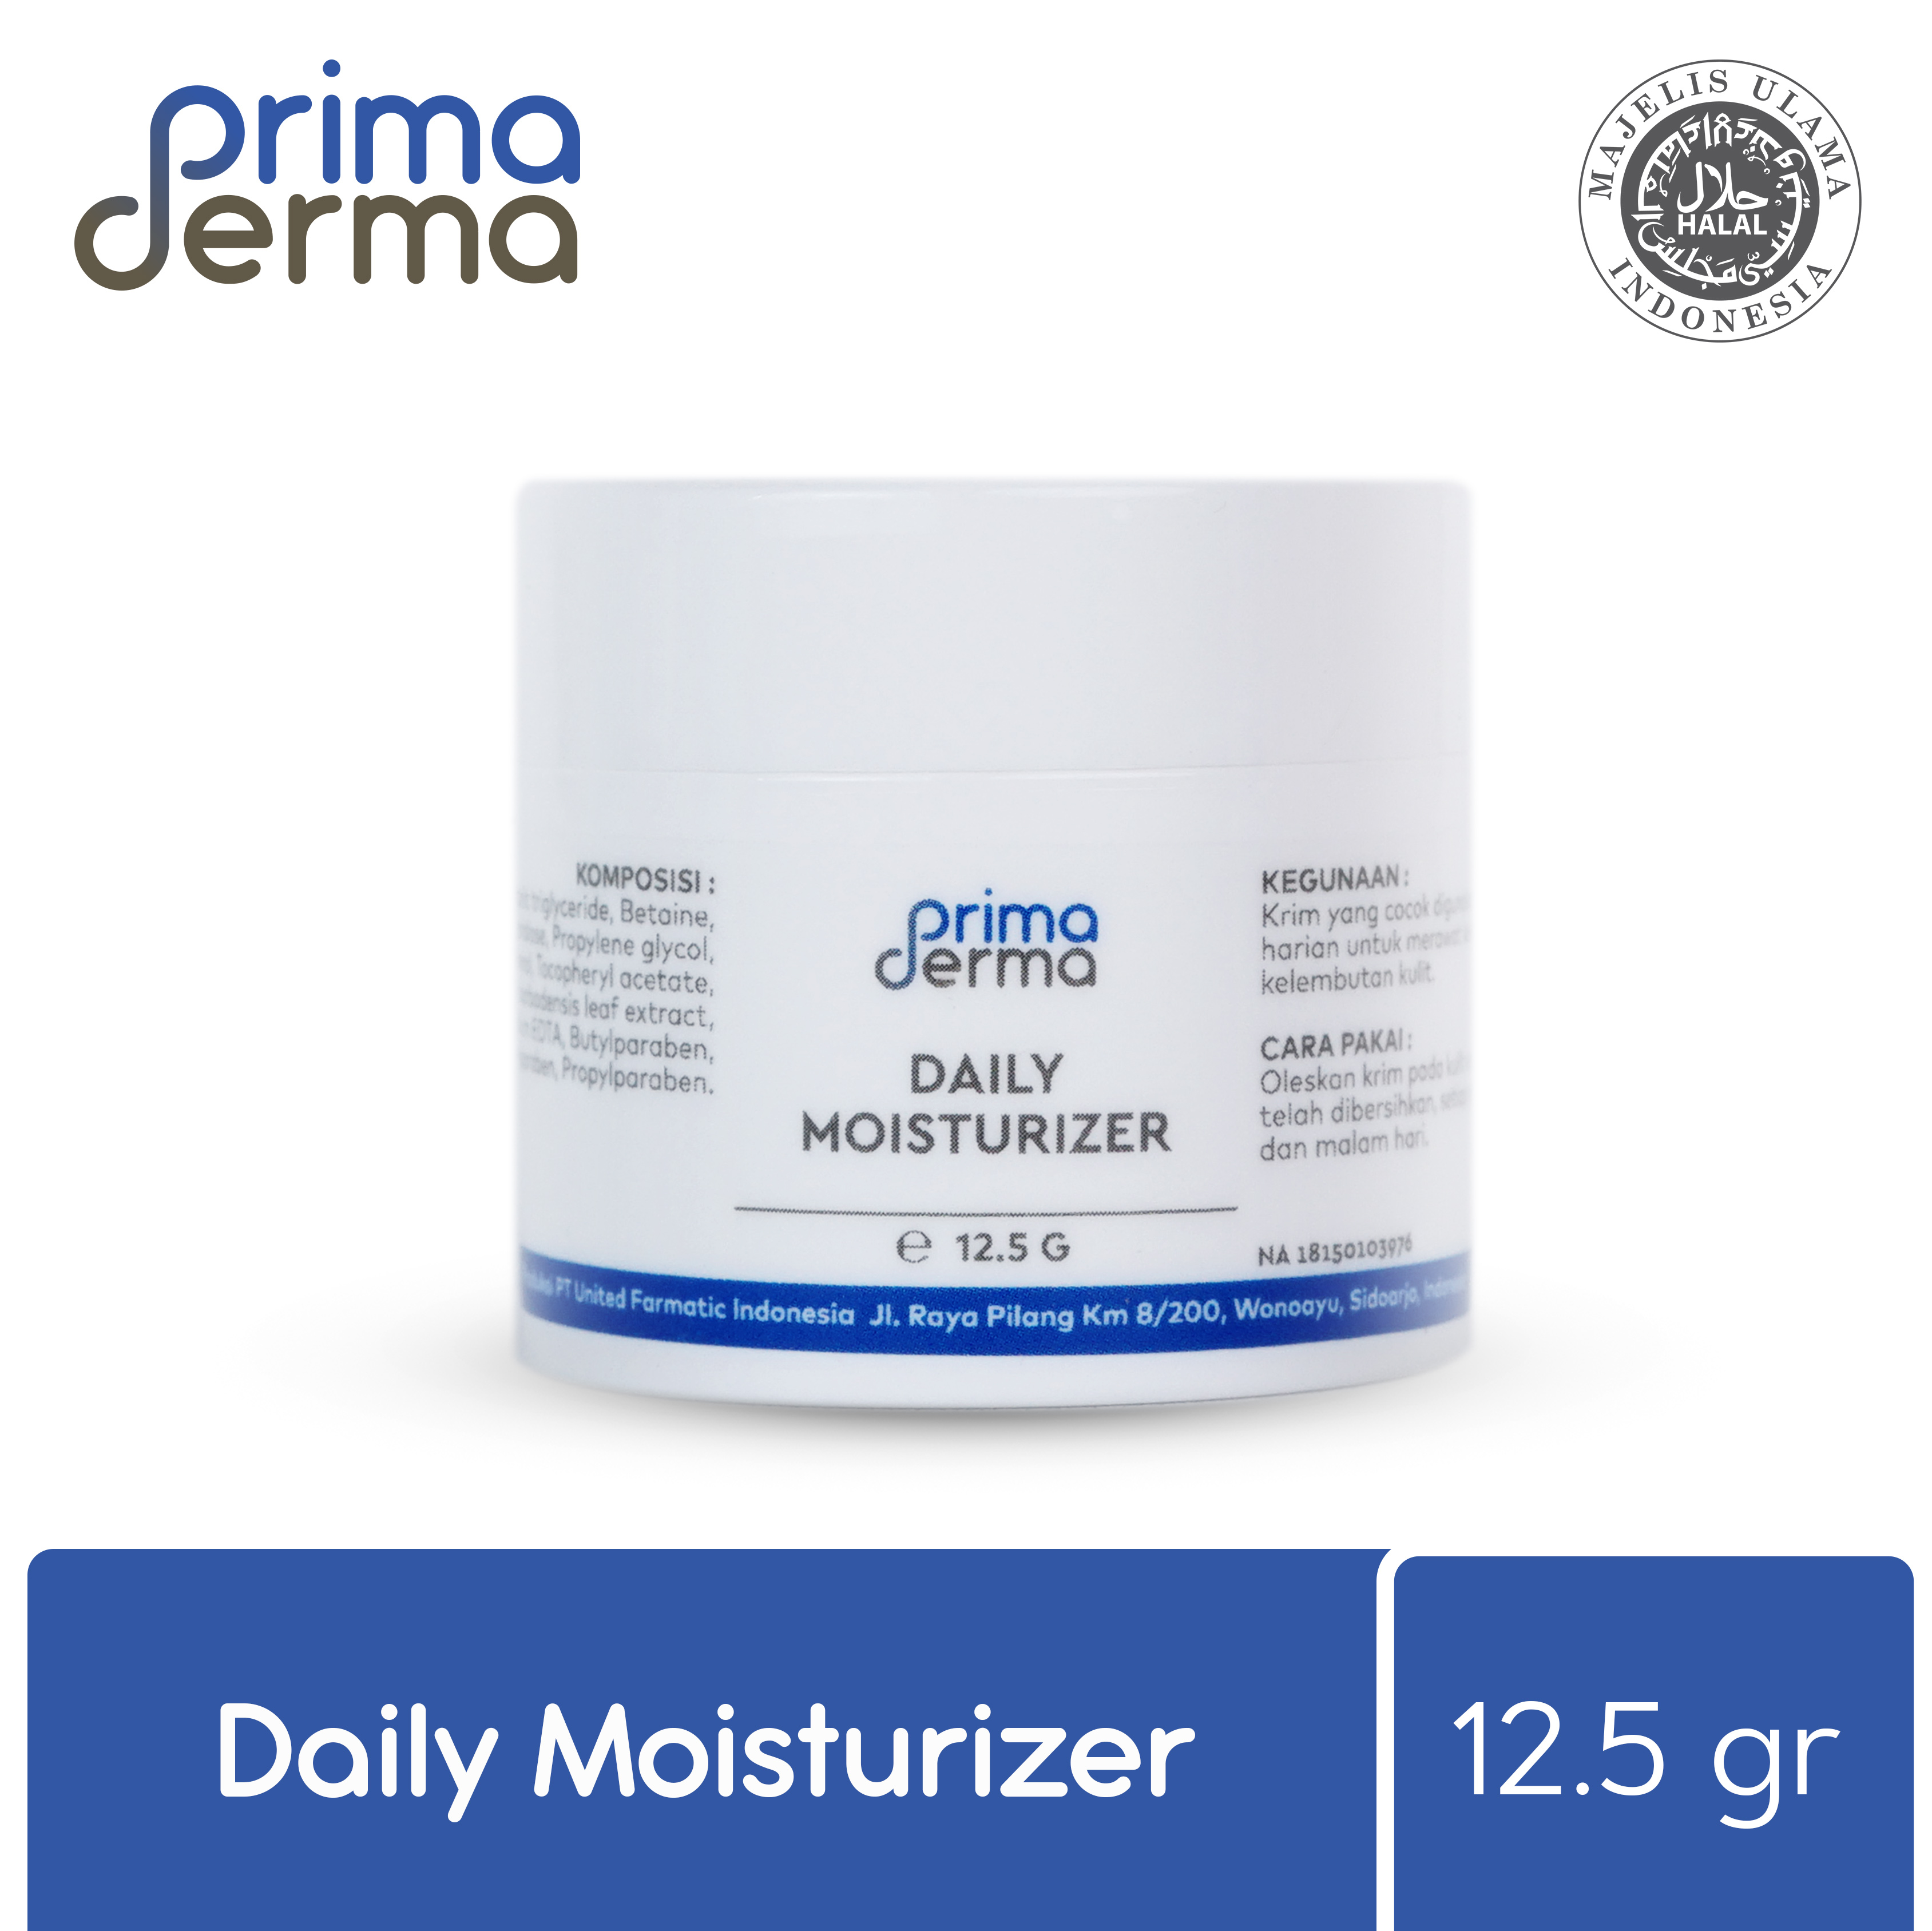 prima
derma
MAJELIS ULAMA
حلال
HALAL
INDONESIA
KOMPOSISI :
triglyceride, Betaine,
Propylene glycol,
Tocopheryl acetate,
leaf extract,
EDTA, Butylparaben,
Propylparaben.
prima
derma
DAILY
MOISTURIZER
℮ 12.5 G
KEGUNAAN :
Krim yang cocok
harian untuk
kelembutan kulit.
CARA PAKAI :
Oleskan krim pada
telah dibersihkan,
dan malam hari.
NA 18150103976
PT United Farmatic Indonesia Jl. Raya Pilang Km 8/200, Wonoayu, Sidoarjo,
Daily Moisturizer
12.5 gr